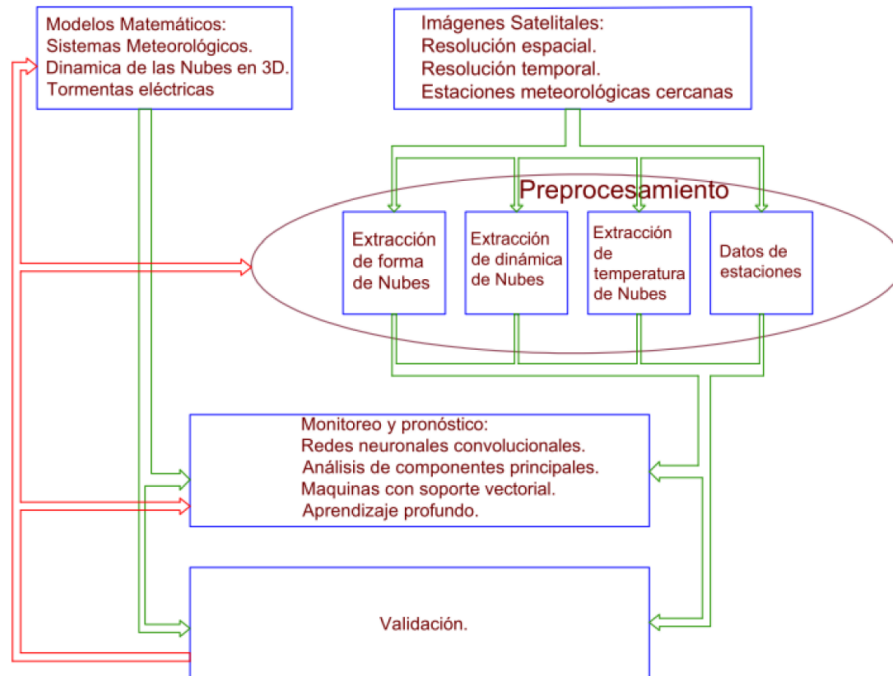 Modelos Matemáticos:
Sistemas Meteorológicos.
Dinamica de las Nubes en 3D.
Tormentas eléctricas
Imágenes Satelitales:
Resolución espacial.
Resolución temporal.
Estaciones meteorológicas cercanas
Preprocesamiento
Extracción
de forma
de Nubes
Extracción
de dinámica
de Nubes
Extracción
de
temperatura
de Nubes
Datos de
estaciones
Monitoreo y pronóstico:
Redes neuronales convolucionales.
Análisis de componentes principales.
Maquinas con soporte vectorial.
Aprendizaje profundo.
Validación.